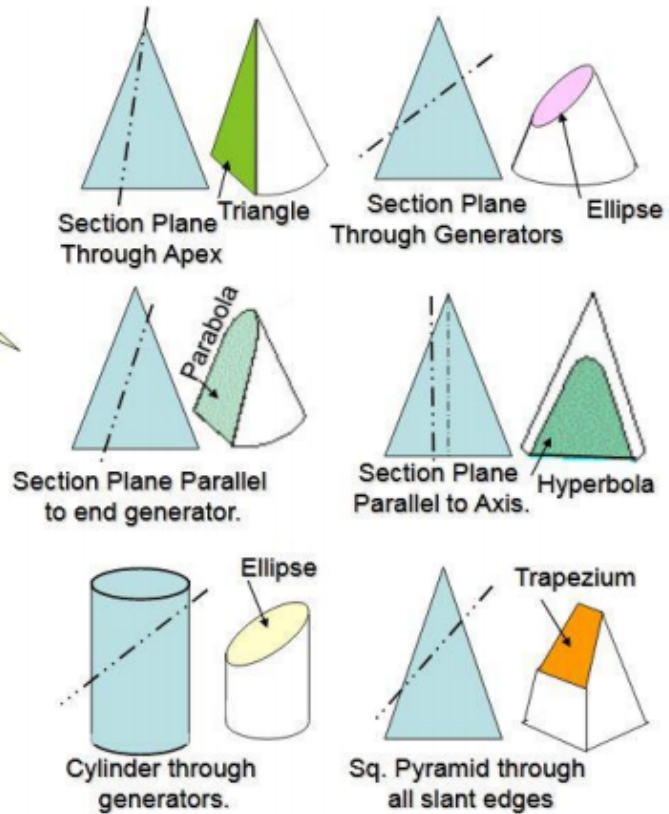 Section Plane
Through Apex
Triangle
Section Plane
Through Generators
Ellipse
Section Plane Parallel
to end generator.
Parabola
Section Plane
Parallel to Axis.
Hyperbola
Cylinder through
generators.
Ellipse
Sq. Pyramid through
all slant edges
Trapezium